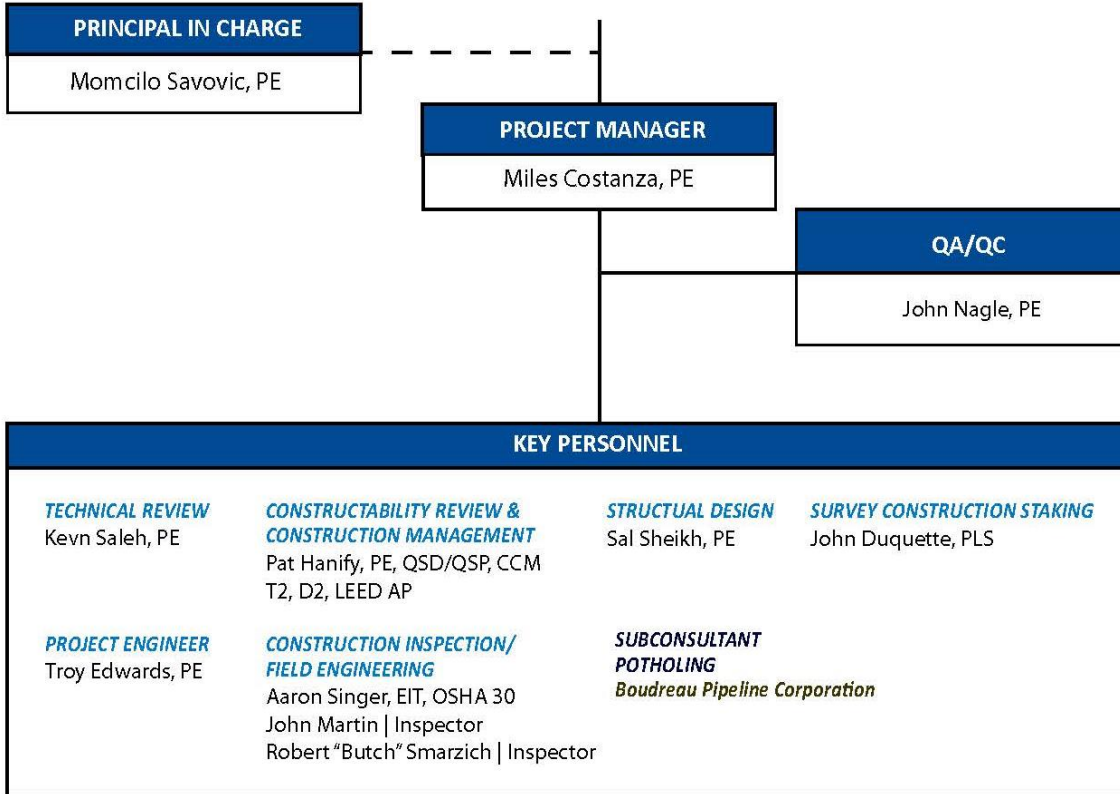 PRINCIPAL IN CHARGE
Momcilo Savovic, PE
PROJECT MANAGER
Miles Costanza, PE
QA/QC
John Nagle, PE
KEY PERSONNEL
TECHNICAL REVIEW
Kevn Saleh, PE
CONSTRUCTABILITY REVIEW &
CONSTRUCTION MANAGEMENT
Pat Hanify, PE, QSD/QSP, CCM
T2, D2, LEED AP
STRUCTUAL DESIGN
Sal Sheikh, PE
SURVEY CONSTRUCTION STAKING
John Duquette, PLS
PROJECT ENGINEER
Troy Edwards, PE
CONSTRUCTION INSPECTION/
FIELD ENGINEERING
Aaron Singer, EIT, OSHA 30
John Martin | Inspector
Robert “Butch” Smarzich | Inspector
SUBCONSULTANT
POTHOLING
Boudreau Pipeline Corporation